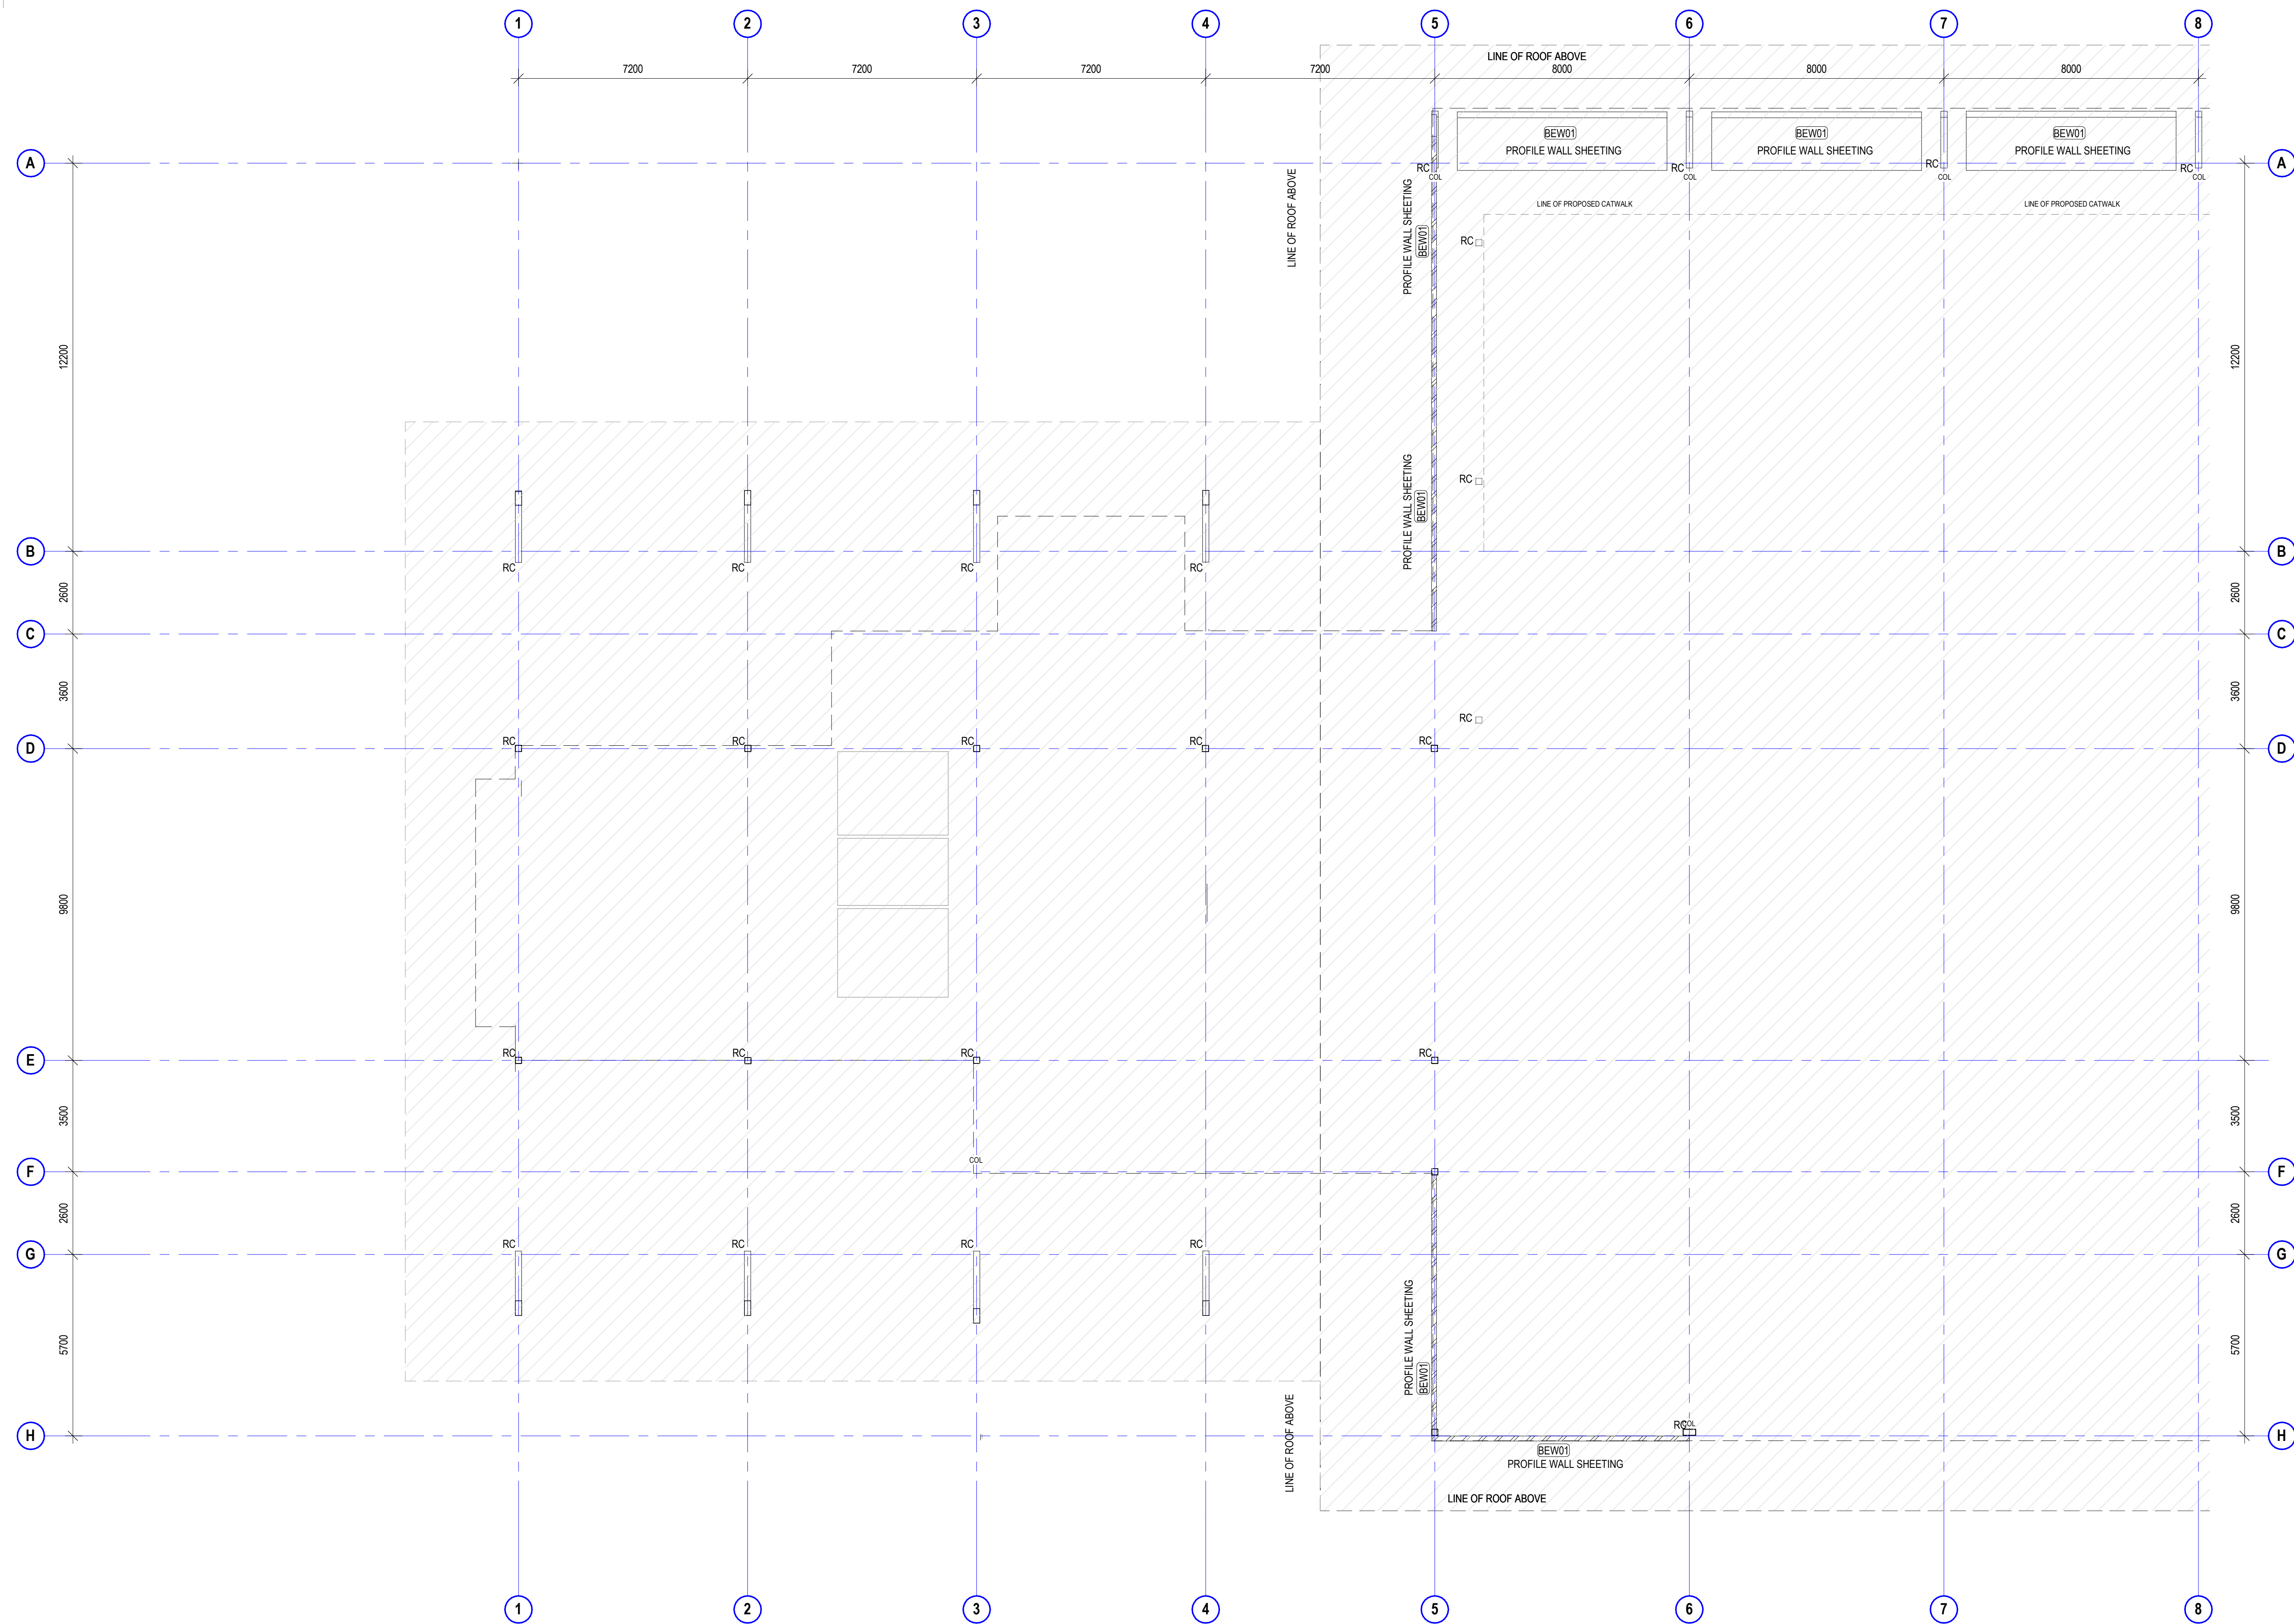 1 2 3 4 5 6 7 8
LINE OF ROOF ABOVE
7200 7200 7200 7200 8000 8000 8000
BEW01 BEW01 BEW01
PROFILE WALL SHEETING PROFILE WALL SHEETING PROFILE WALL SHEETING
A RC RC RC RC A
COL COL COL COL
LINE OF ROOF ABOVE
PROFILE WALL SHEETING
BEW01
LINE OF PROPOSED CATWALK LINE OF PROPOSED CATWALK
RC
12200 12200
PROFILE WALL SHEETING
BEW01
RC
B B
RC RC RC RC
2600 2600
C C
3600 3600
RC
RC RC RC RC RC
D D
9800 9800
RC RC RC RC
E
3500 3500
COL
F F
2600 2600
RC RC RC RC
G G
5700 5700
PROFILE WALL SHEETING
BEW01
LINE OF ROOF ABOVE
RC COL
H H
BEW01
PROFILE WALL SHEETING
LINE OF ROOF ABOVE
1 2 3 4 5 6 7 8